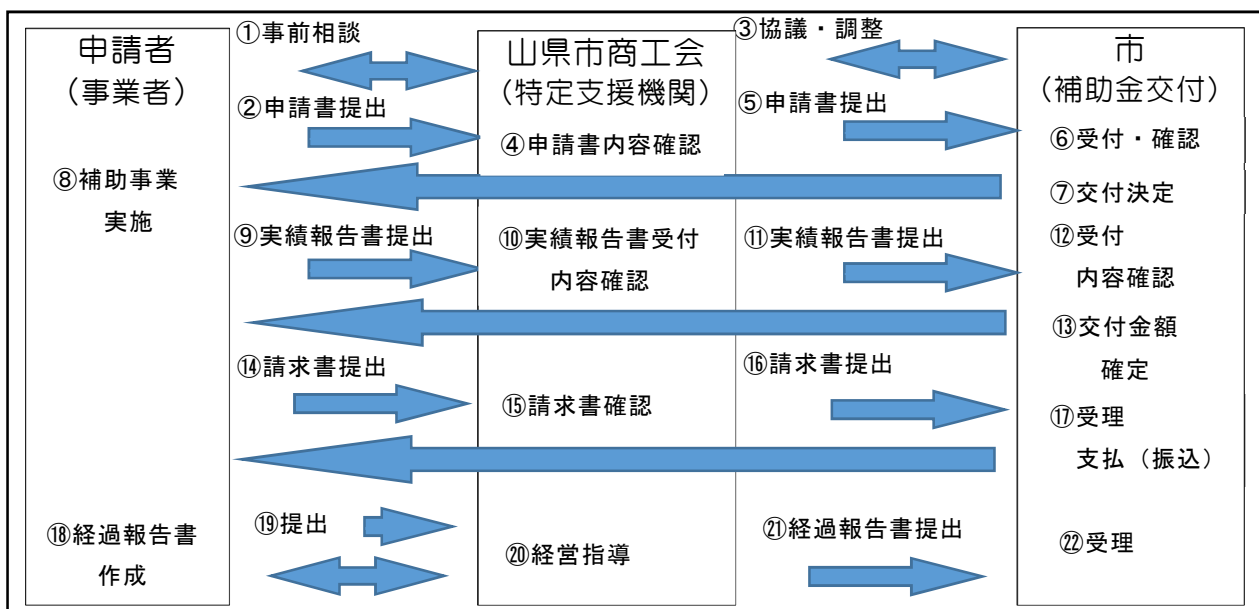 申請者
（事業者）
①事前相談
山県市商工会
（特定支援機関）
③協議・調整
市
（補助金交付）
②申請書提出
④申請書内容確認
⑤申請書提出
⑥受付・確認
⑦交付決定
⑧補助事業
実施
⑨実績報告書提出
⑩実績報告書受付
内容確認
⑪実績報告書提出
⑫受付
内容確認
⑬交付金額
確定
⑭請求書提出
⑮請求書確認
⑯請求書提出
⑰受理
支払（振込）
⑱経過報告書
作成
⑲提出
⑳経営指導
㉑経過報告書提出
㉒受理